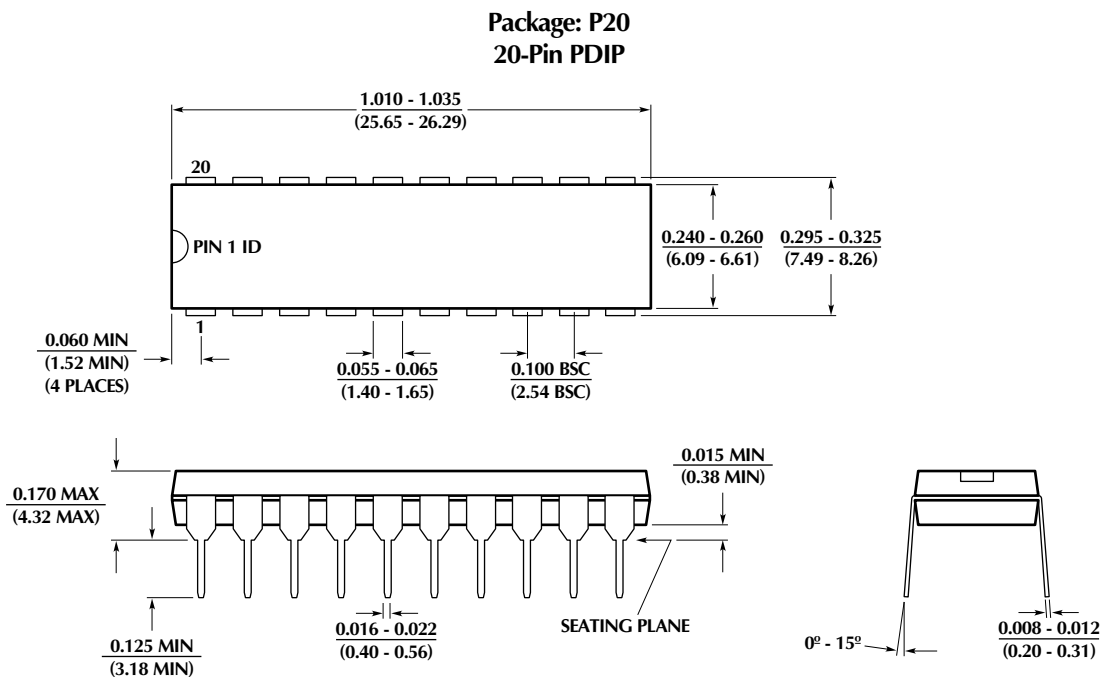 Package: P20
20-Pin PDIP
1.010 - 1.035
(25.65 - 26.29)
20
PIN 1 ID
0.240 - 0.260
(6.09 - 6.61)
0.295 - 0.325
(7.49 - 8.26)
1
0.060 MIN
(1.52 MIN)
(4 PLACES)
0.055 - 0.065
(1.40 - 1.65)
0.100 BSC
(2.54 BSC)
0.170 MAX
(4.32 MAX)
0.015 MIN
(0.38 MIN)
0.125 MIN
(3.18 MIN)
0.016 - 0.022
(0.40 - 0.56)
SEATING PLANE
0º - 15º
0.008 - 0.012
(0.20 - 0.31)